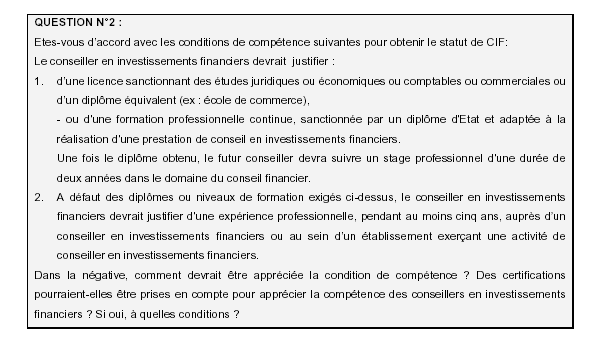 QUESTION N°2 :
Etes-vous d'accord avec les conditions de compétence suivantes pour obtenir le statut de CIF:
Le conseiller en investissements financiers devrait justifier :
1. d'une licence sanctionnant des études juridiques ou économiques ou comptables ou commerciales ou
d'un diplôme équivalent (ex : école de commerce),
- ou d'une formation professionnelle continue, sanctionnée par un diplôme d'Etat et adaptée à la
réalisation d'une prestation de conseil en investissements financiers.
Une fois le diplôme obtenu, le futur conseiller devra suivre un stage professionnel d'une durée de
deux années dans le domaine du conseil financier.
2. A défaut des diplômes ou niveaux de formation exigés ci-dessus, le conseiller en investissements
financiers devrait justifier d'une expérience professionnelle, pendant au moins cinq ans, auprès d'un
conseiller en investissements financiers ou au sein d'un établissement exerçant une activité de
conseiller en investissements financiers.
Dans la négative, comment devrait être appréciée la condition de compétence ? Des certifications
pourraient-elles être prises en compte pour apprécier la compétence des conseillers en investissements
financiers ? Si oui, à quelles conditions ?